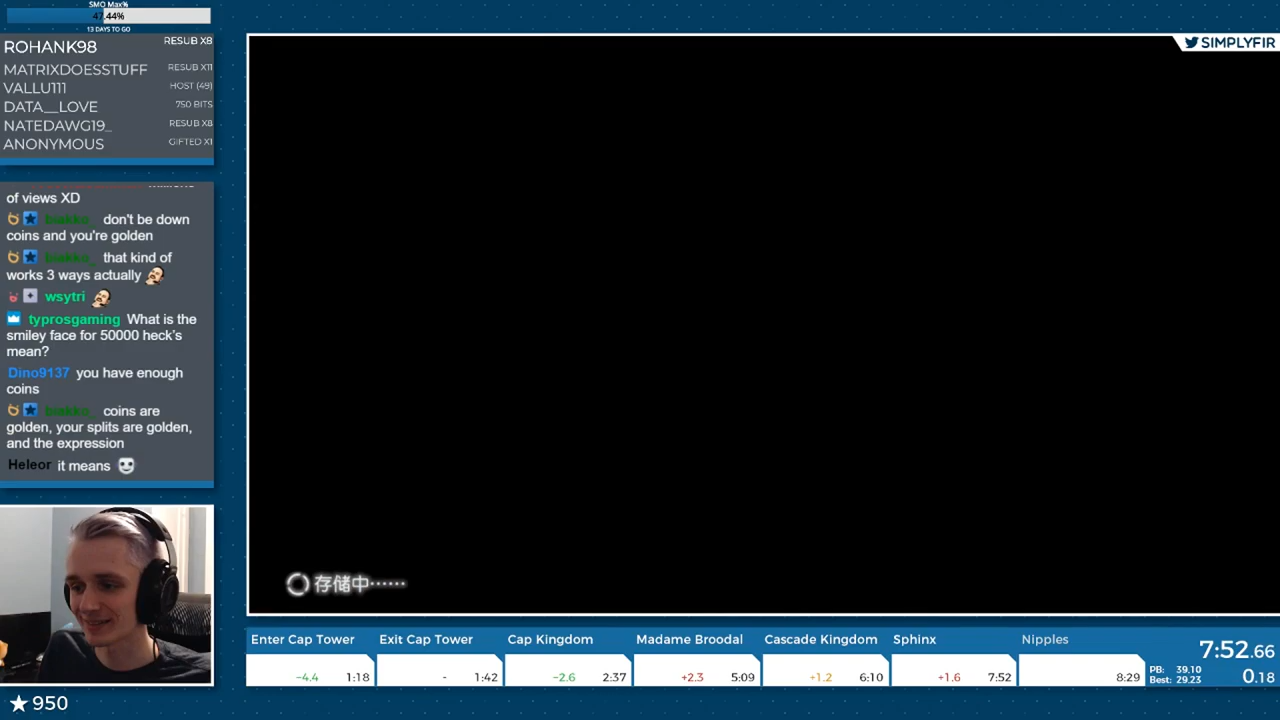 SMO Max%
47.44%
13 DAYS TO GO
ROHANK98 RESUB X8
MATRIXDOESSTUFF RESUB X11
VALLU111 HOST (49)
DATA__LOVE 750 BITS
NATEDAWG19_ RESUB X8
ANONYMOUS GIFTED X1
of views XD
biakko_ don't be down
coins and you're golden
biakko_ that kind of
works 3 ways actually
wsytri
typrosgaming What is the
smiley face for 50000 heck's
mean?
Dino9137 you have enough
coins
biakko_ coins are
golden, your splits are golden,
and the expression
Heleor it means
950
SIMPLYFIR
存储中······
Enter Cap Tower
−4.4 1:18
Exit Cap Tower
- 1:42
Cap Kingdom
−2.6 2:37
Madame Broodal
+2.3 5:09
Cascade Kingdom
+1.2 6:10
Sphinx
+1.6 7:52
Nipples
8:29
7:52.66
PB: 39.10
Best: 29.23
0.18